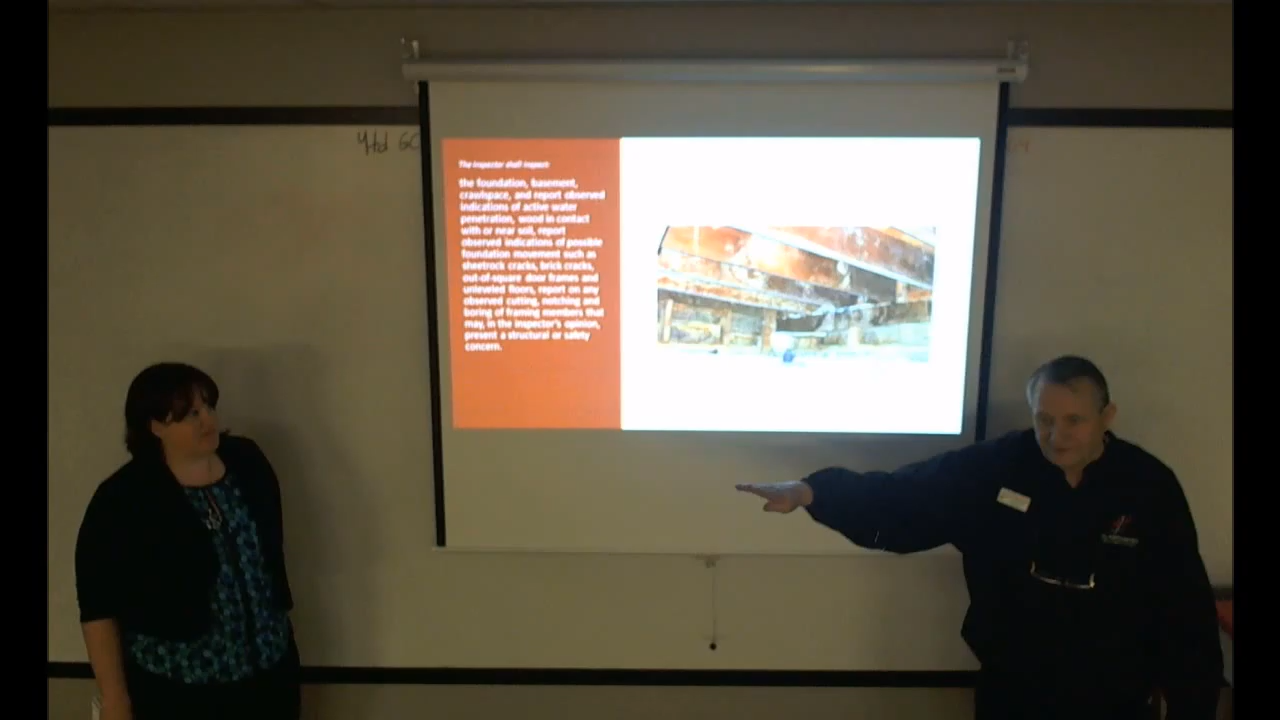 Ytd GC
The inspector shall inspect:
the foundation, basement,
crawlspace, and report observed
indications of active water
penetration, wood in contact
with or near soil, report
observed indications of possible
foundation movement such as
sheetrock cracks, brick cracks,
out-of-square door frames and
unleveled floors, report on any
observed cutting, notching and
boring of framing members that
may, in the inspector's opinion,
present a structural or safety
concern.